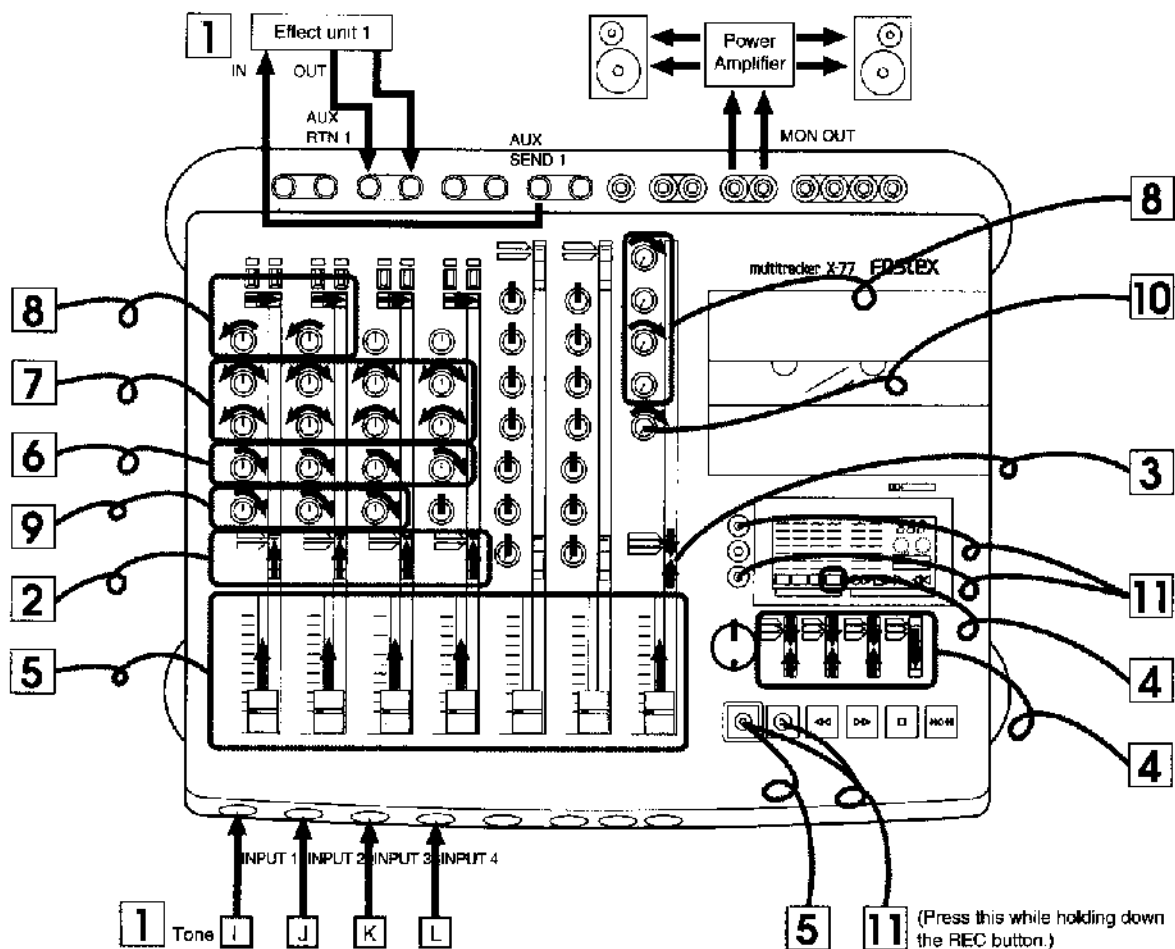 1
Effect unit 1
IN
OUT
AUX
RTN 1
AUX
SEND 1
Power
Amplifier
MON OUT
8
multitracker X-77 FOSTEX
8
10
7
6
3
9
2
11
5
4
4
INPUT 1
INPUT 2
INPUT 3
INPUT 4
1
Tone
I
J
K
L
5
11
(Press this while holding down
the REC button.)